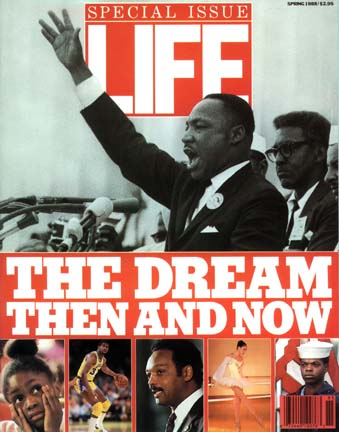 SPRING 1988/$2.95
SPECIAL ISSUE
LIFE
THE DREAM
THEN AND NOW